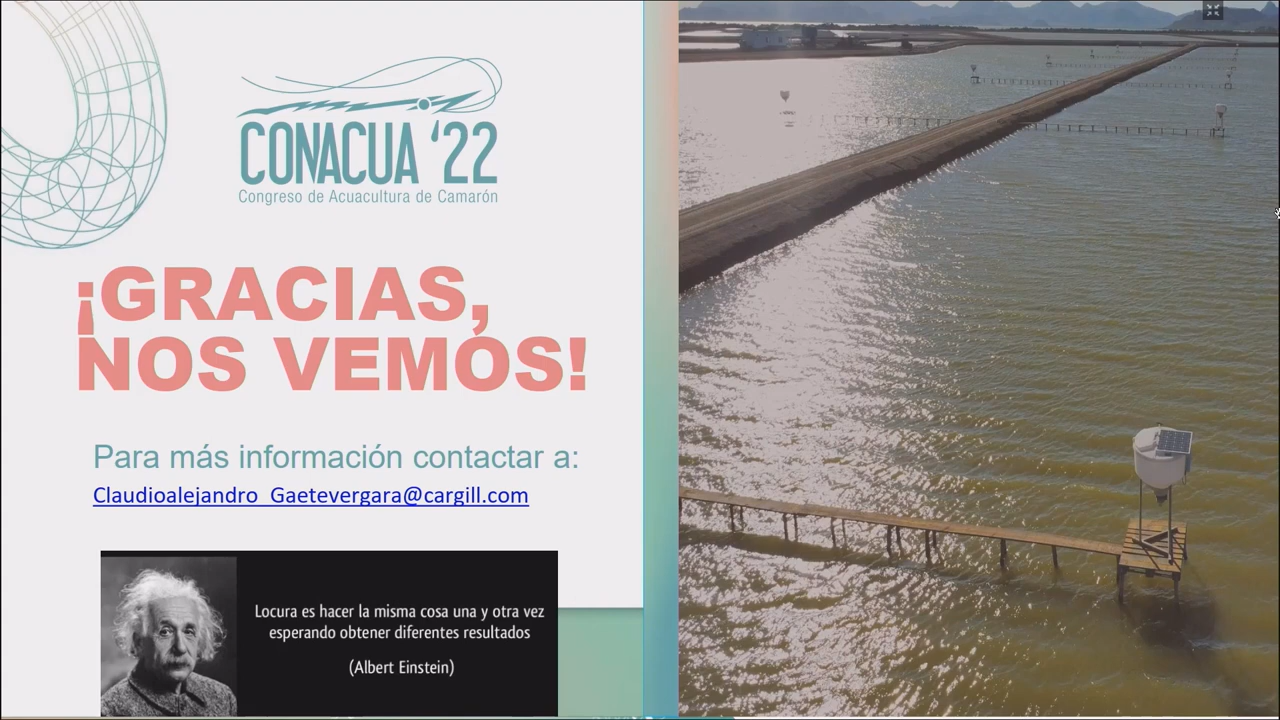 CONACUA ‘22
Congreso de Acuacultura de Camarón
¡GRACIAS,
NOS VEMOS!
Para más información contactar a:
Claudioalejandro_Gaetevergara@cargill.com
Locura es hacer la misma cosa una y otra vez
esperando obtener diferentes resultados
(Albert Einstein)